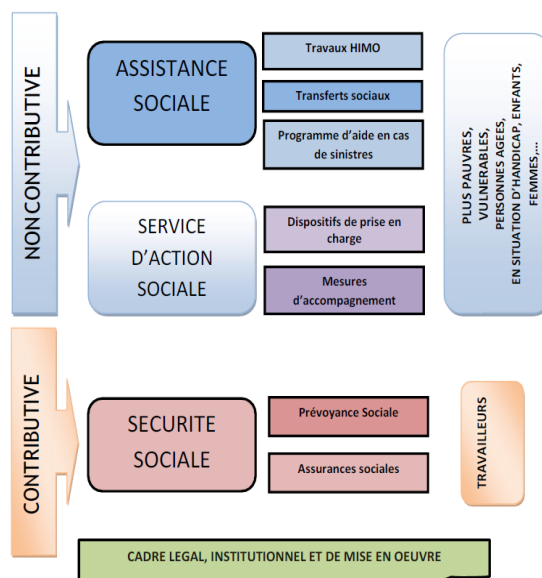 NON CONTRIBUTIVE
ASSISTANCE
SOCIALE
Travaux HIMO
Transferts sociaux
Programme d'aide en cas
de sinistres
SERVICE
D'ACTION
SOCIALE
Dispositifs de prise en
charge
Mesures
d'accompagnement
PLUS PAUVRES,
VULNERABLES,
PERSONNES AGEES,
EN SITUATION D'HANDICAP, ENFANTS,
FEMMES,...
CONTRIBUTIVE
SECURITE
SOCIALE
Prévoyance Sociale
Assurances sociales
TRAVAILLEURS
CADRE LEGAL, INSTITUTIONNEL ET DE MISE EN OEUVRE